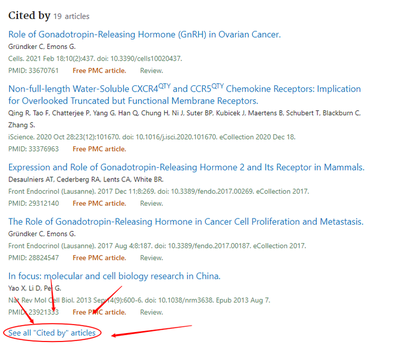 Cited by 19 articles
Role of Gonadotropin-Releasing Hormone (GnRH) in Ovarian Cancer.
Gründker C, Emons G.
Cells. 2021 Feb 18;10(2):437. doi: 10.3390/cells10020437.
PMID: 33670761 Free PMC article. Review.
Non-full-length Water-Soluble CXCR4QTY and CCR5QTY Chemokine Receptors: Implication
for Overlooked Truncated but Functional Membrane Receptors.
Qing R, Tao F, Chatterjee P, Yang G, Han Q, Chung H, Ni J, Suter BP, Kubicek J, Maertens B, Schubert T, Blackburn C,
Zhang S.
iScience. 2020 Oct 28;23(12):101670. doi: 10.1016/j.isci.2020.101670. eCollection 2020 Dec 18.
PMID: 33376963 Free PMC article.
Expression and Role of Gonadotropin-Releasing Hormone 2 and Its Receptor in Mammals.
Desaulniers AT, Cederberg RA, Lents CA, White BR.
Front Endocrinol (Lausanne). 2017 Dec 11;8:269. doi: 10.3389/fendo.2017.00269. eCollection 2017.
PMID: 29312140 Free PMC article. Review.
The Role of Gonadotropin-Releasing Hormone in Cancer Cell Proliferation and Metastasis.
Gründker C, Emons G.
Front Endocrinol (Lausanne). 2017 Aug 4;8:187. doi: 10.3389/fendo.2017.00187. eCollection 2017.
PMID: 28824547 Free PMC article. Review.
In focus: molecular and cell biology research in China.
Yao X, Li D, Pei G.
Nat Rev Mol Cell Biol. 2013 Sep;14(9):600-6. doi: 10.1038/nrm3638. Epub 2013 Aug 7.
PMID: 23921333 Free PMC article. Review.
See all "Cited by" articles